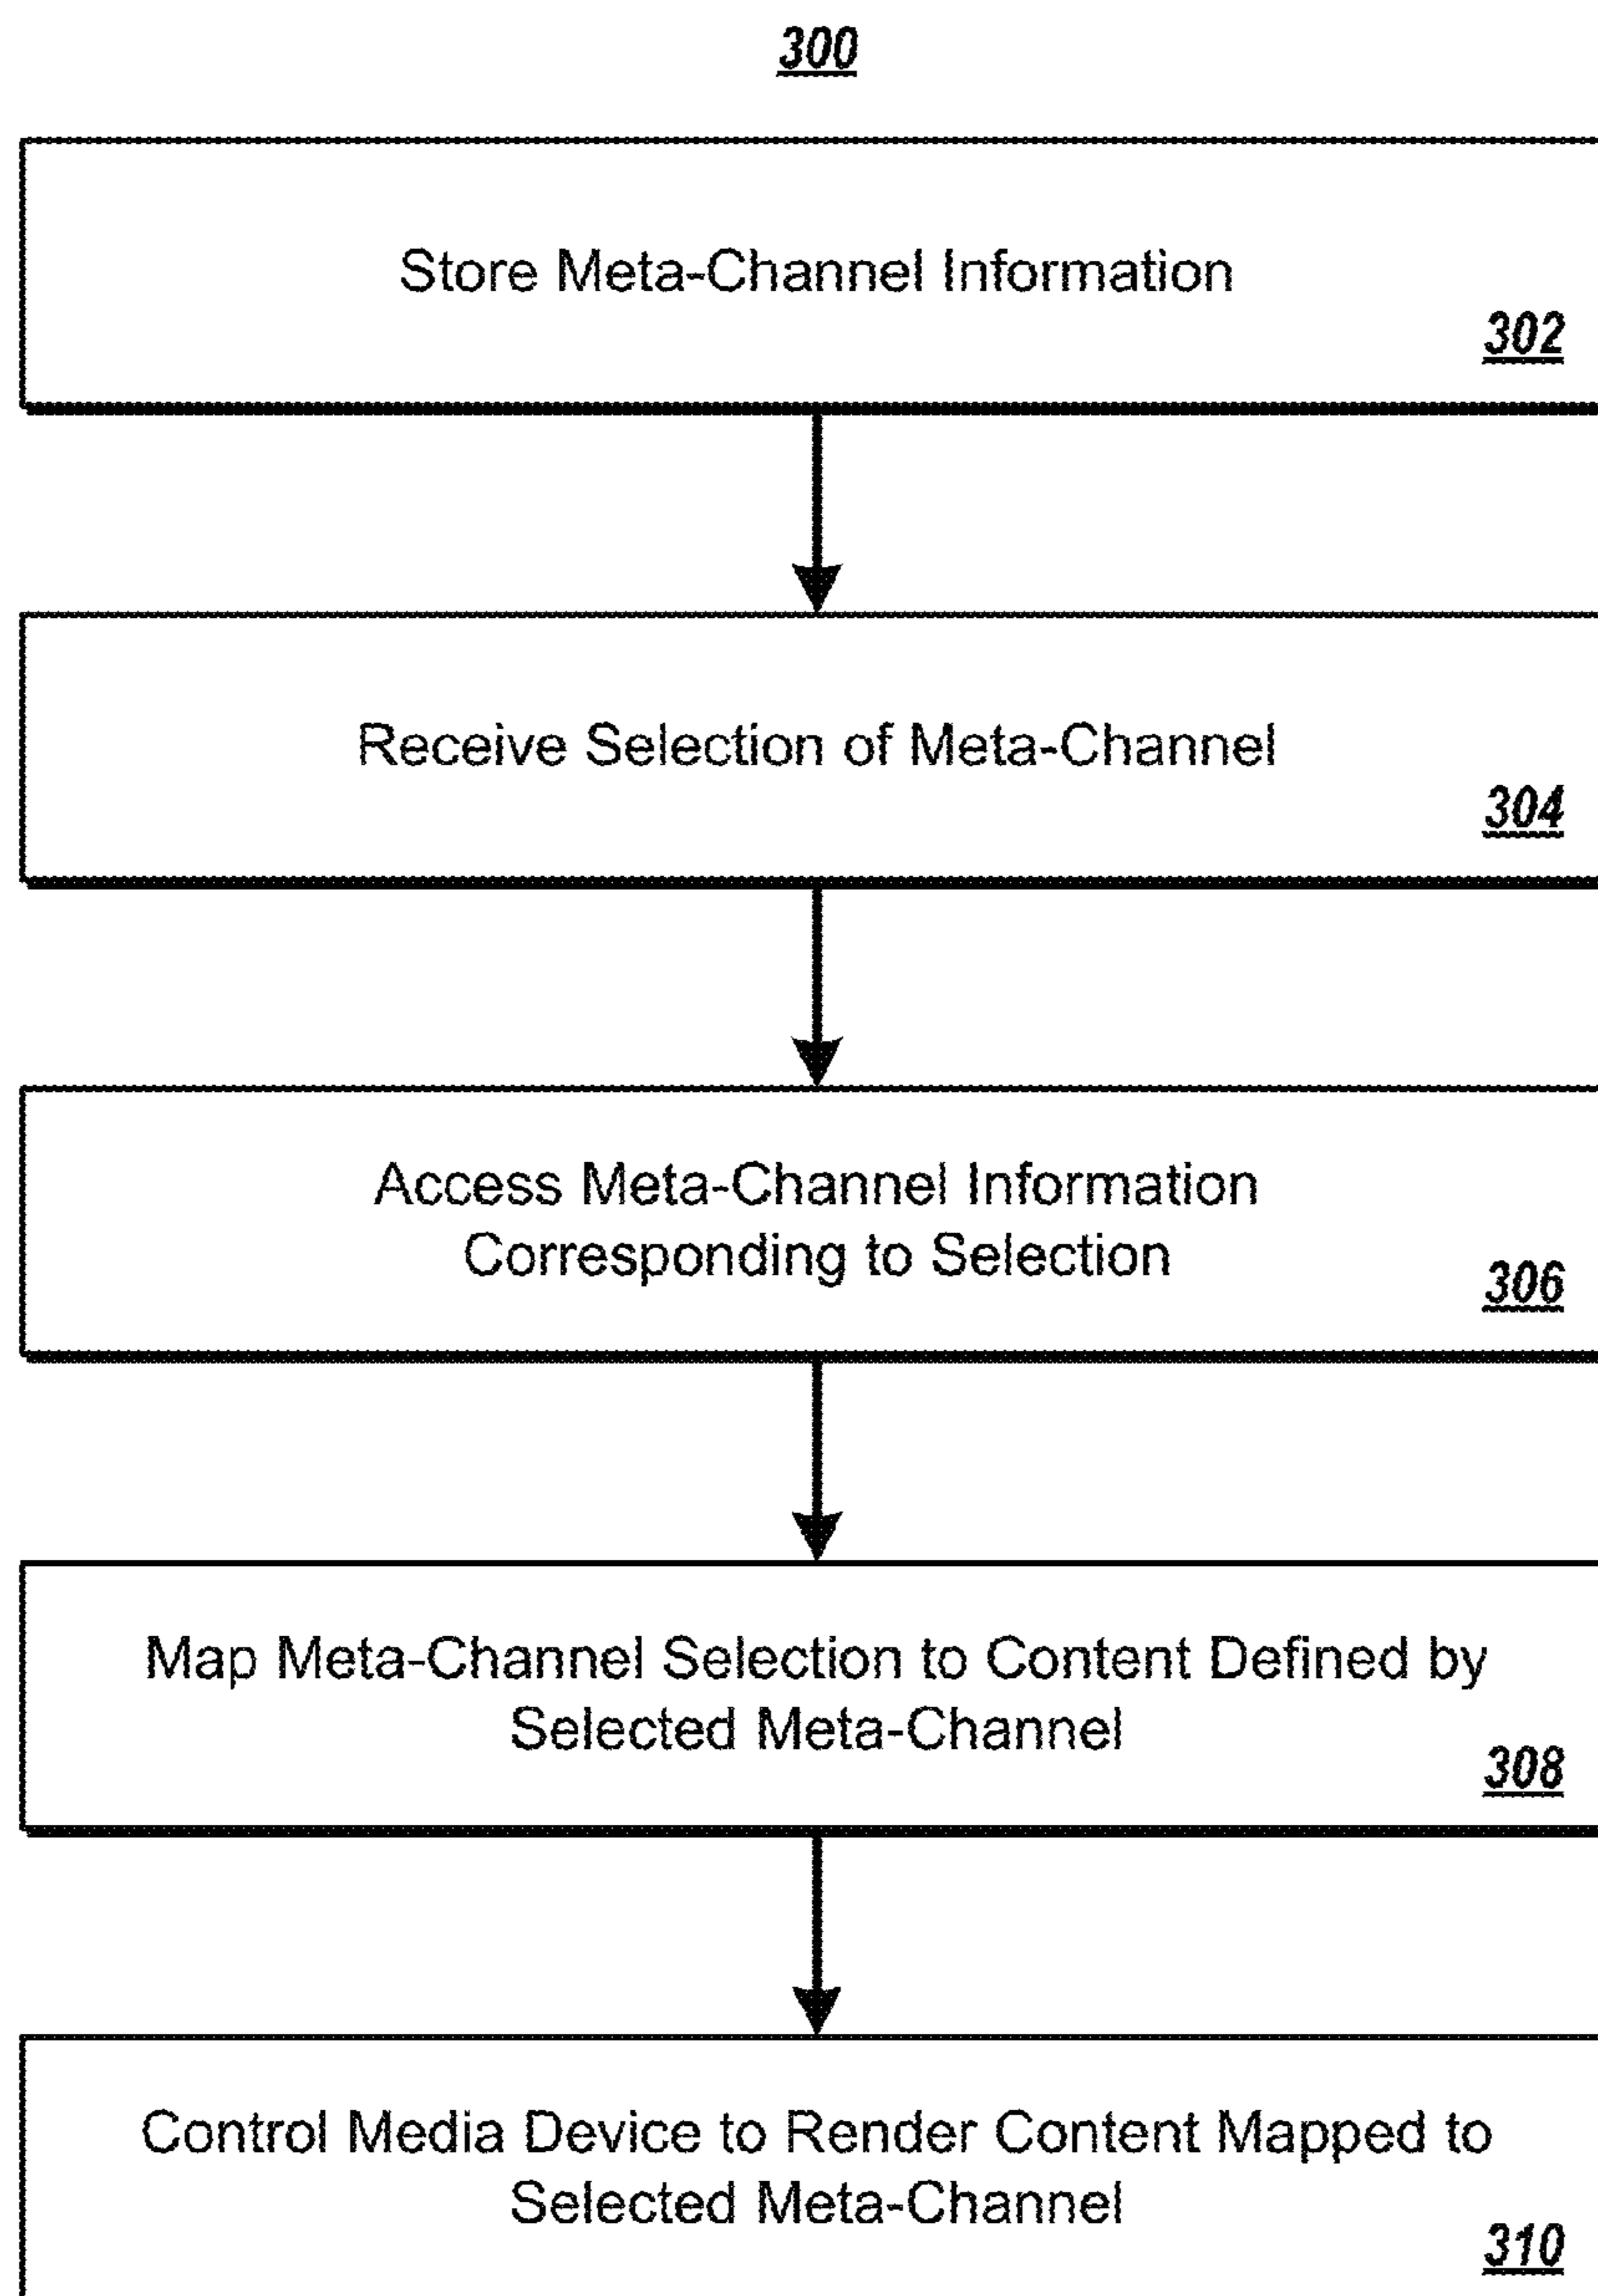 300
Store Meta-Channel Information
302
Receive Selection of Meta-Channel
304
Access Meta-Channel Information
Corresponding to Selection
306
Map Meta-Channel Selection to Content Defined by
Selected Meta-Channel
308
Control Media Device to Render Content Mapped to
Selected Meta-Channel
310